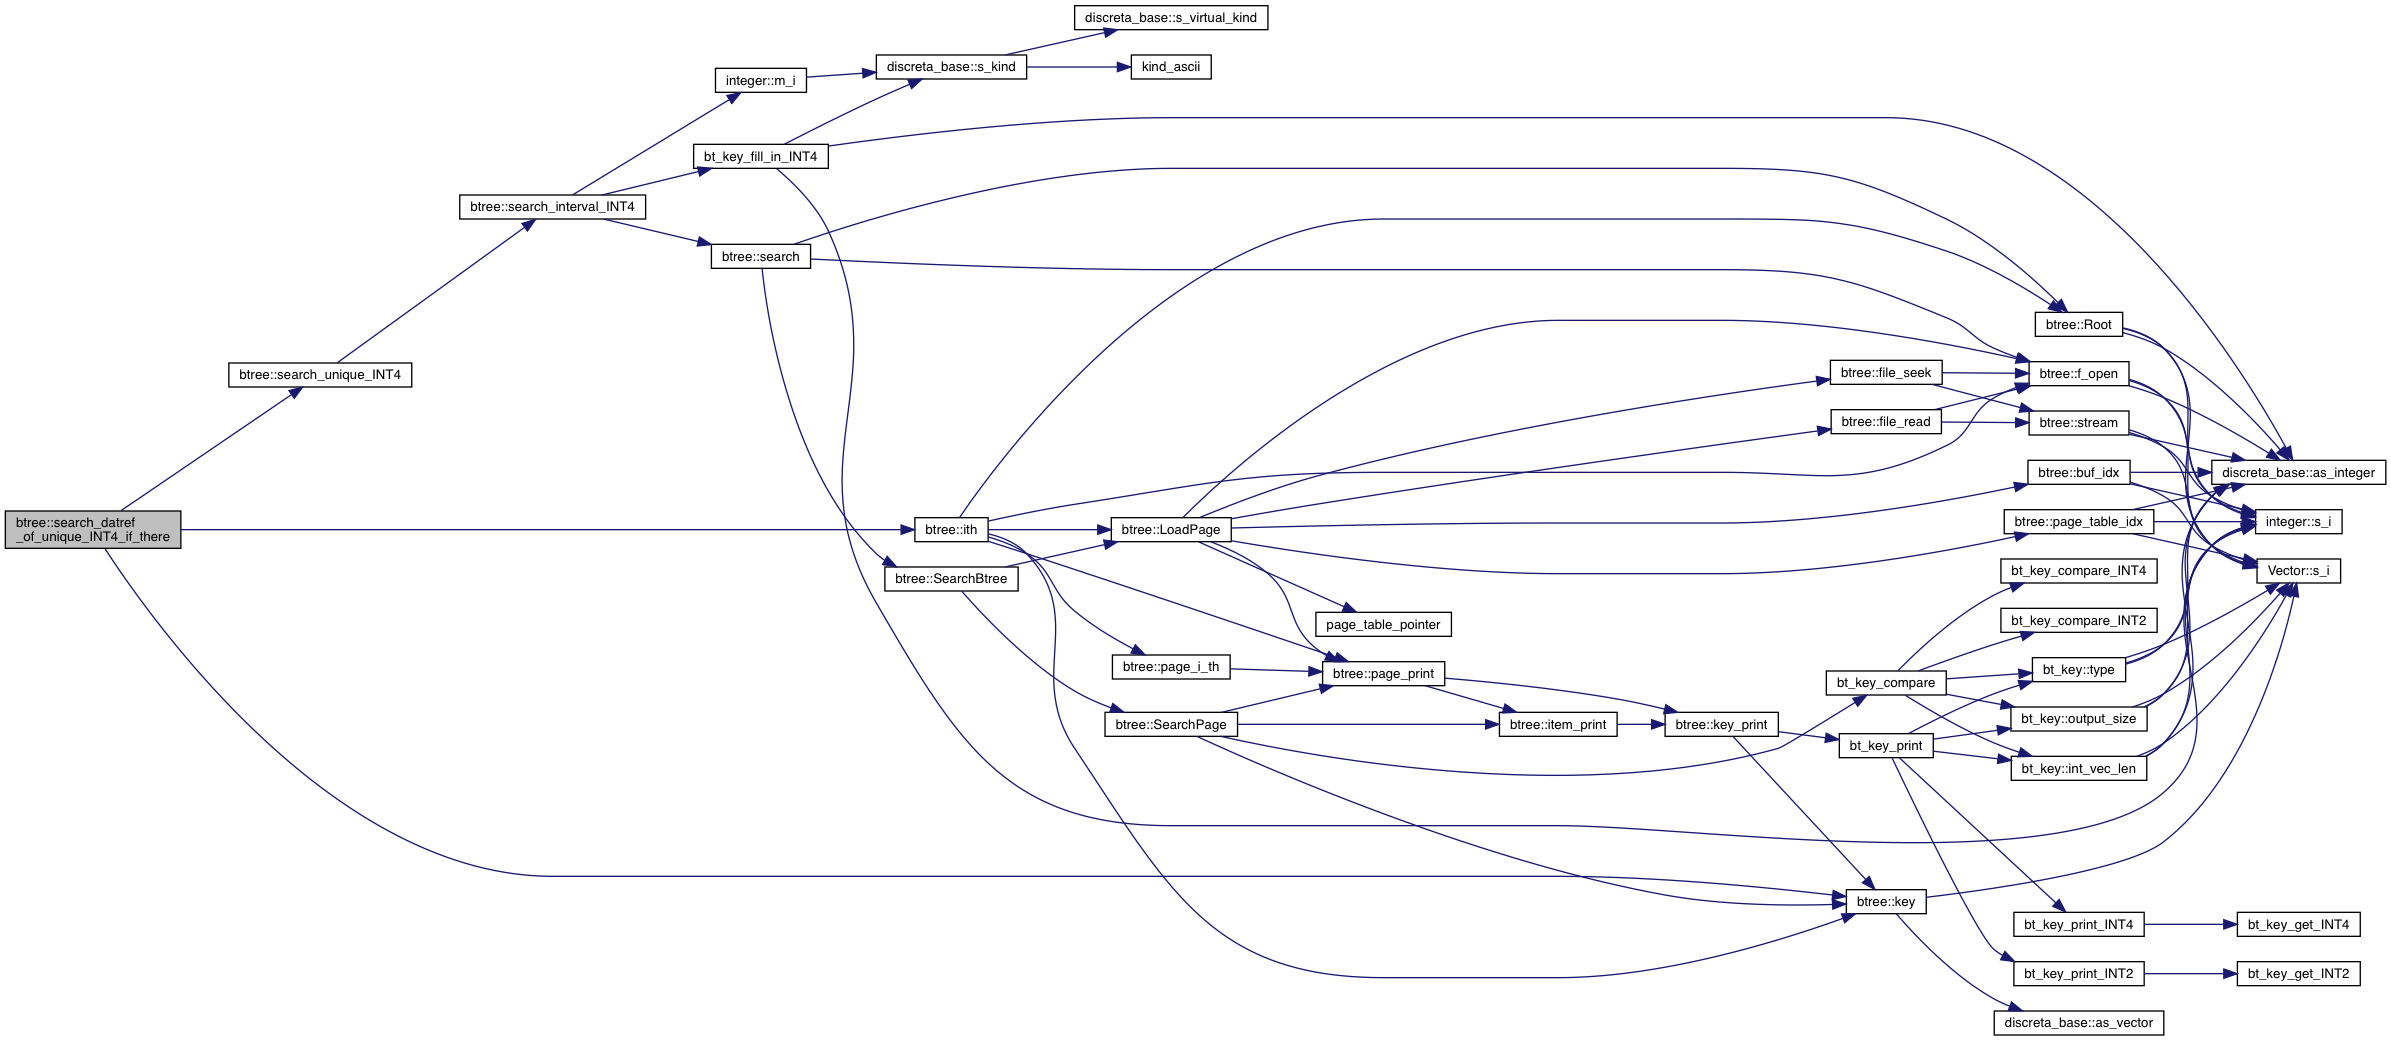 discreta_base::s_virtual_kind
discreta_base::s_kind
kind_ascii
integer::m_i
bt_key_fill_in_INT4
btree::search_interval_INT4
btree::search
btree::Root
btree::search_unique_INT4
btree::file_seek
btree::f_open
btree::file_read
btree::stream
btree::buf_idx
discreta_base::as_integer
btree::search_datref
_of_unique_INT4_if_there
btree::ith
btree::LoadPage
btree::page_table_idx
integer::s_i
btree::SearchBtree
bt_key_compare_INT4
Vector::s_i
page_table_pointer
bt_key_compare_INT2
btree::page_i_th
btree::page_print
bt_key_compare
bt_key::type
btree::SearchPage
btree::item_print
btree::key_print
bt_key::output_size
bt_key_print
bt_key::int_vec_len
btree::key
bt_key_print_INT4
bt_key_get_INT4
bt_key_print_INT2
bt_key_get_INT2
discreta_base::as_vector